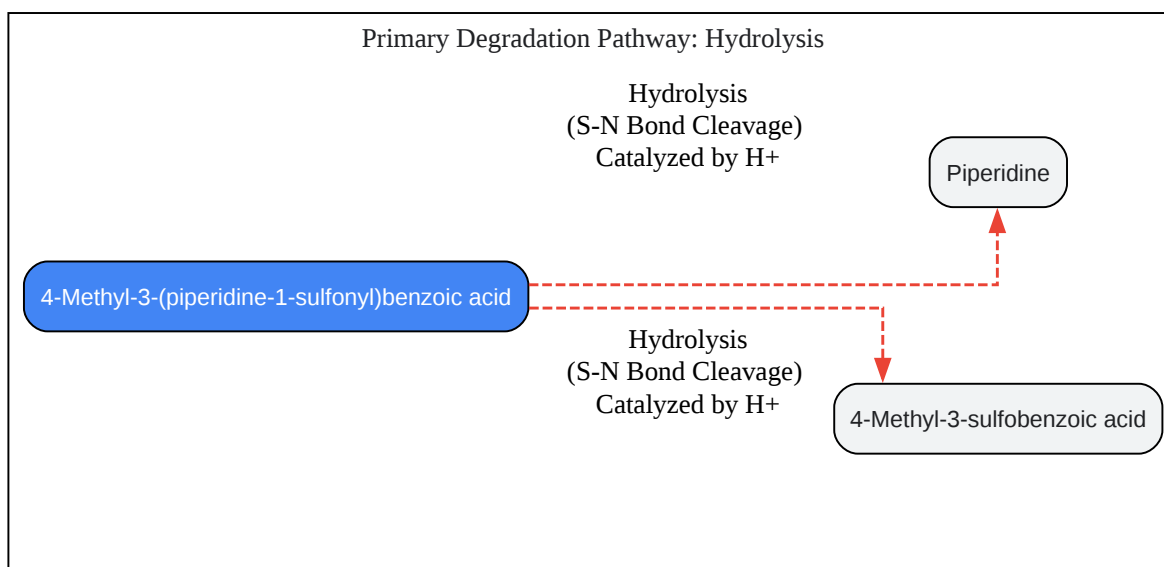 Primary Degradation Pathway: Hydrolysis
Hydrolysis
(S-N Bond Cleavage)
Catalyzed by H+
Piperidine
4-Methyl-3-(piperidine-1-sulfonyl)benzoic acid
Hydrolysis
(S-N Bond Cleavage)
Catalyzed by H+
4-Methyl-3-sulfobenzoic acid